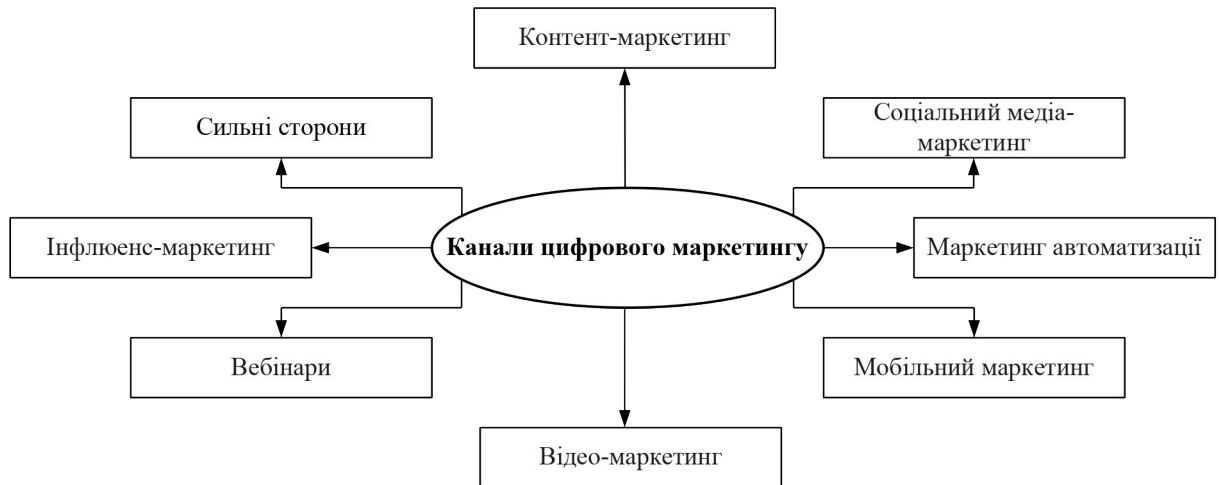 Контент-маркетинг
Сильні сторони
Соціальний медіа-
маркетинг
Інфлюенс-маркетинг
Канали цифрового маркетингу
Маркетинг автоматизації
Вебінари
Мобільний маркетинг
Відео-маркетинг